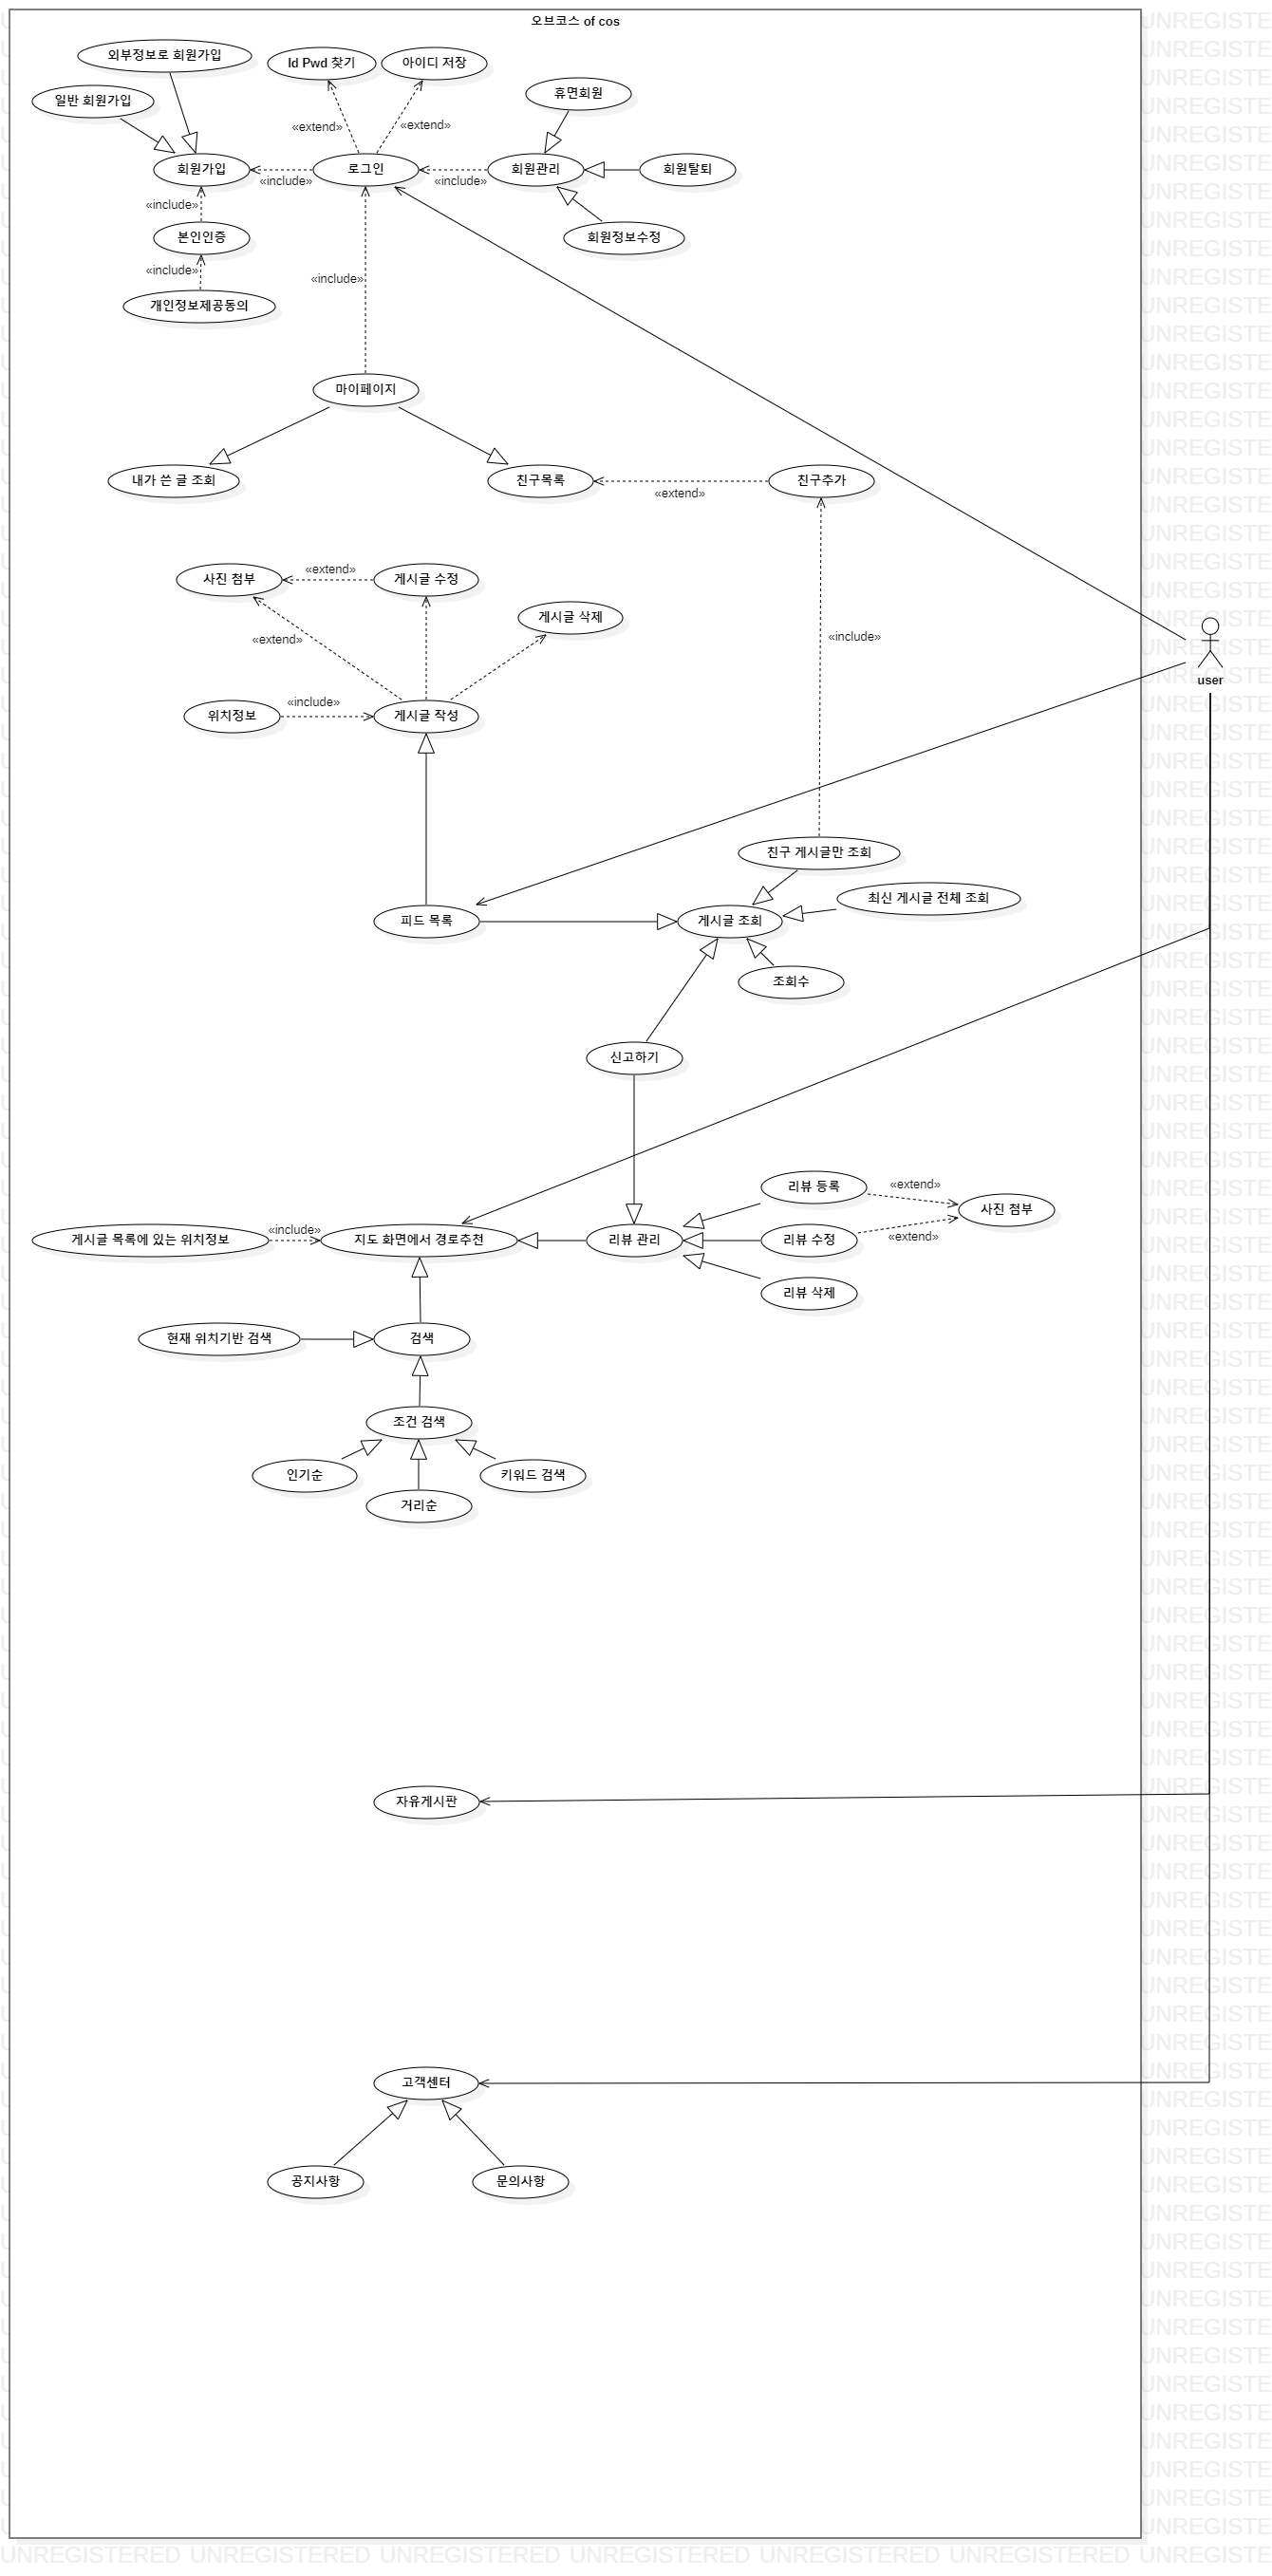 오브코스 of cos
외부정보로 회원가입
Id Pwd 찾기
아이디 저장
휴면회원
일반 회원가입
«extend»
«extend»
회원가입
«include»
로그인
«include»
회원관리
회원탈퇴
«include»
본인인증
회원정보수정
«include»
«include»
개인정보제공동의
마이페이지
내가 쓴 글 조회
친구목록
«extend»
친구추가
사진 첨부
«extend»
게시글 수정
게시글 삭제
«extend»
«include»
user
위치정보
«include»
게시글 작성
친구 게시글만 조회
최신 게시글 전체 조회
피드 목록
게시글 조회
조회수
신고하기
리뷰 등록
«extend»
사진 첨부
게시글 목록에 있는 위치정보
«include»
지도 화면에서 경로추천
리뷰 관리
리뷰 수정
«extend»
리뷰 삭제
현재 위치기반 검색
검색
조건 검색
인기순
키워드 검색
거리순
자유게시판
고객센터
공지사항
문의사항
UNREGISTERED UNREGISTERED UNREGISTERED UNREGISTERED UNREGISTERED UNREGISTERED UNREGISTE